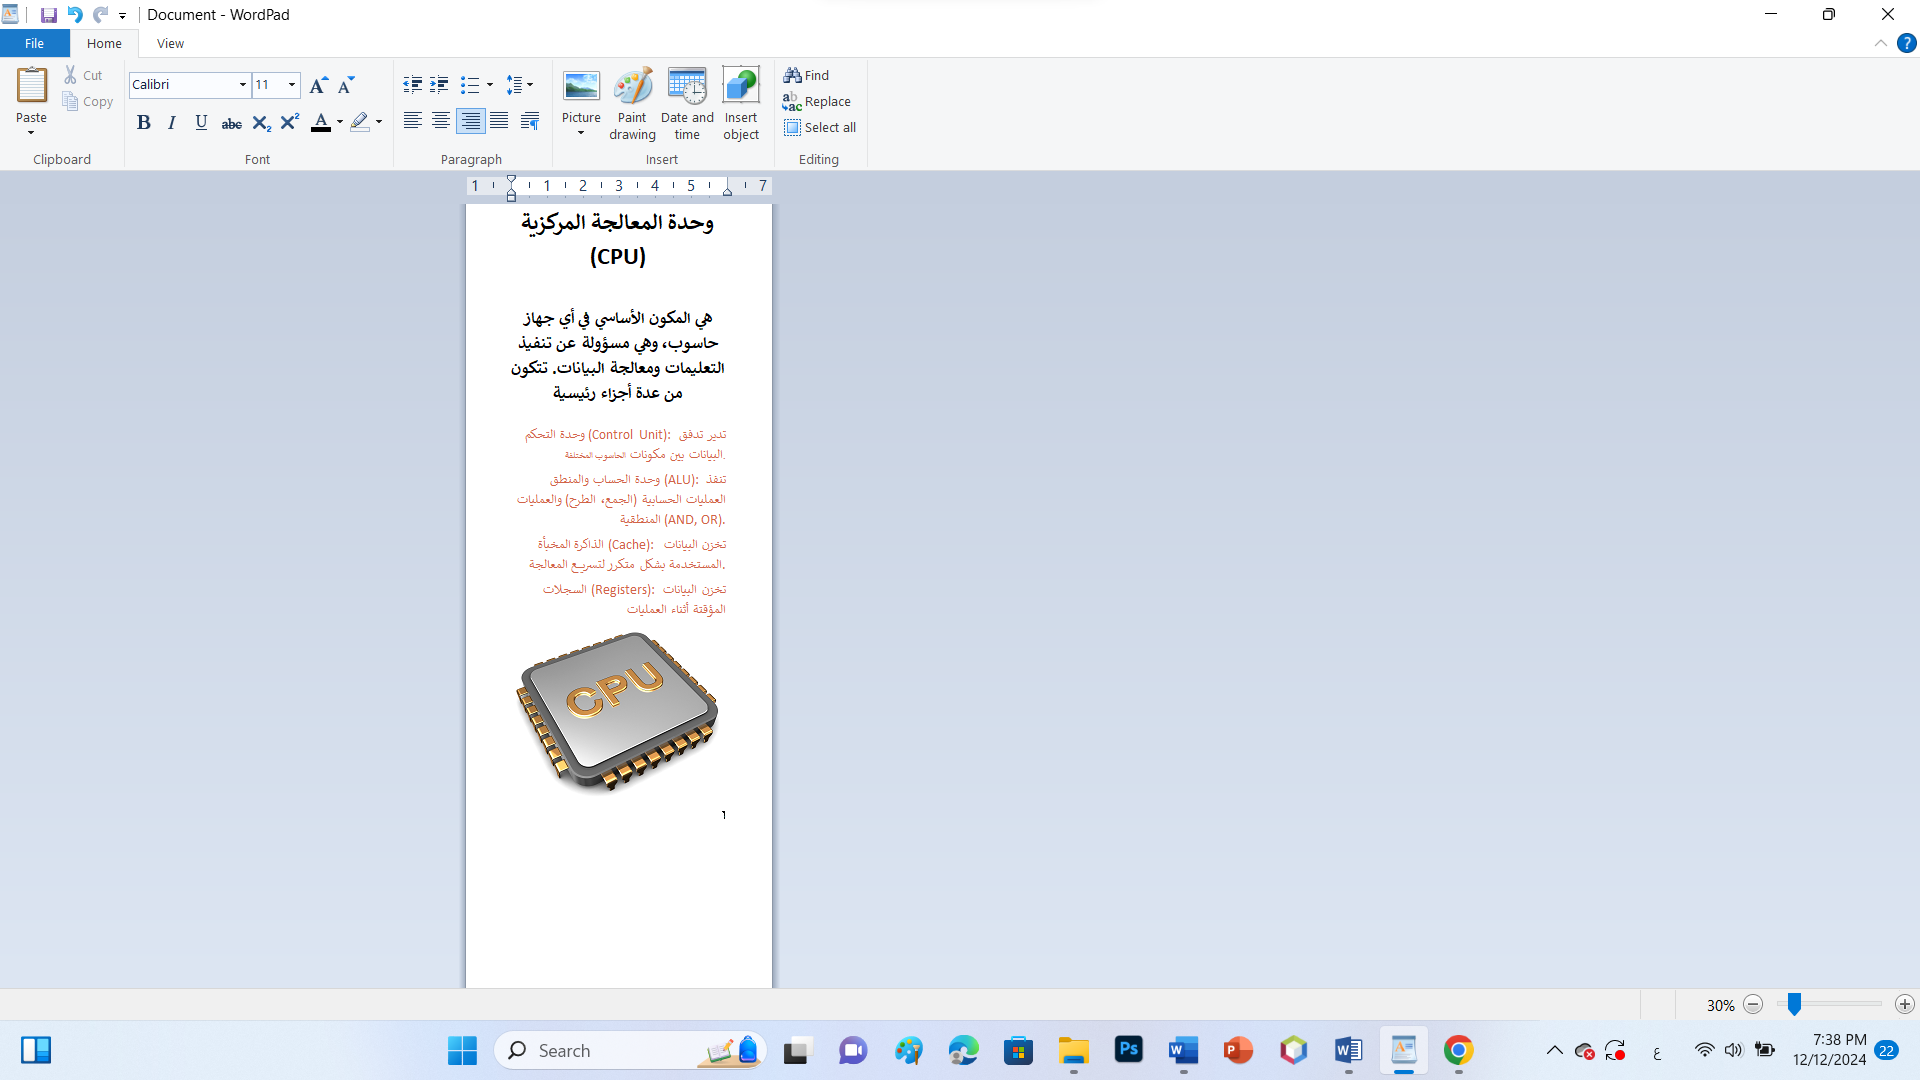 Document - WordPad
File Home View
Paste
Cut
Copy
Clipboard
Calibri 11
B I U abc X₂ X² A
Font
Paragraph
Picture
Paint drawing
Date and time
Insert object
Insert
Find
Replace
Select all
Editing
1 1 2 3 4 5 7
وحدة المعالجة المركزية
(CPU)
هي المكون الأساسي في أي جهاز
حاسوب، وهي مسؤولة عن تنفيذ
التعليمات ومعالجة البيانات. تتكون
من عدة أجزاء رئيسية
وحدة التحكم (Control Unit): تدير تدفق
البيانات بين مكونات الحاسوب المختلفة.
وحدة الحساب والمنطق (ALU): تنفذ
العمليات الحسابية (الجمع، الطرح) والعمليات
المنطقية (AND, OR).
الذاكرة المخبأة (Cache): تخزن البيانات
المستخدمة بشكل متكرر لتسريع المعالجة.
السجلات (Registers): تخزن البيانات
المؤقتة أثناء العمليات
CPU
30%
Search
ع
7:38 PM
12/12/2024
22